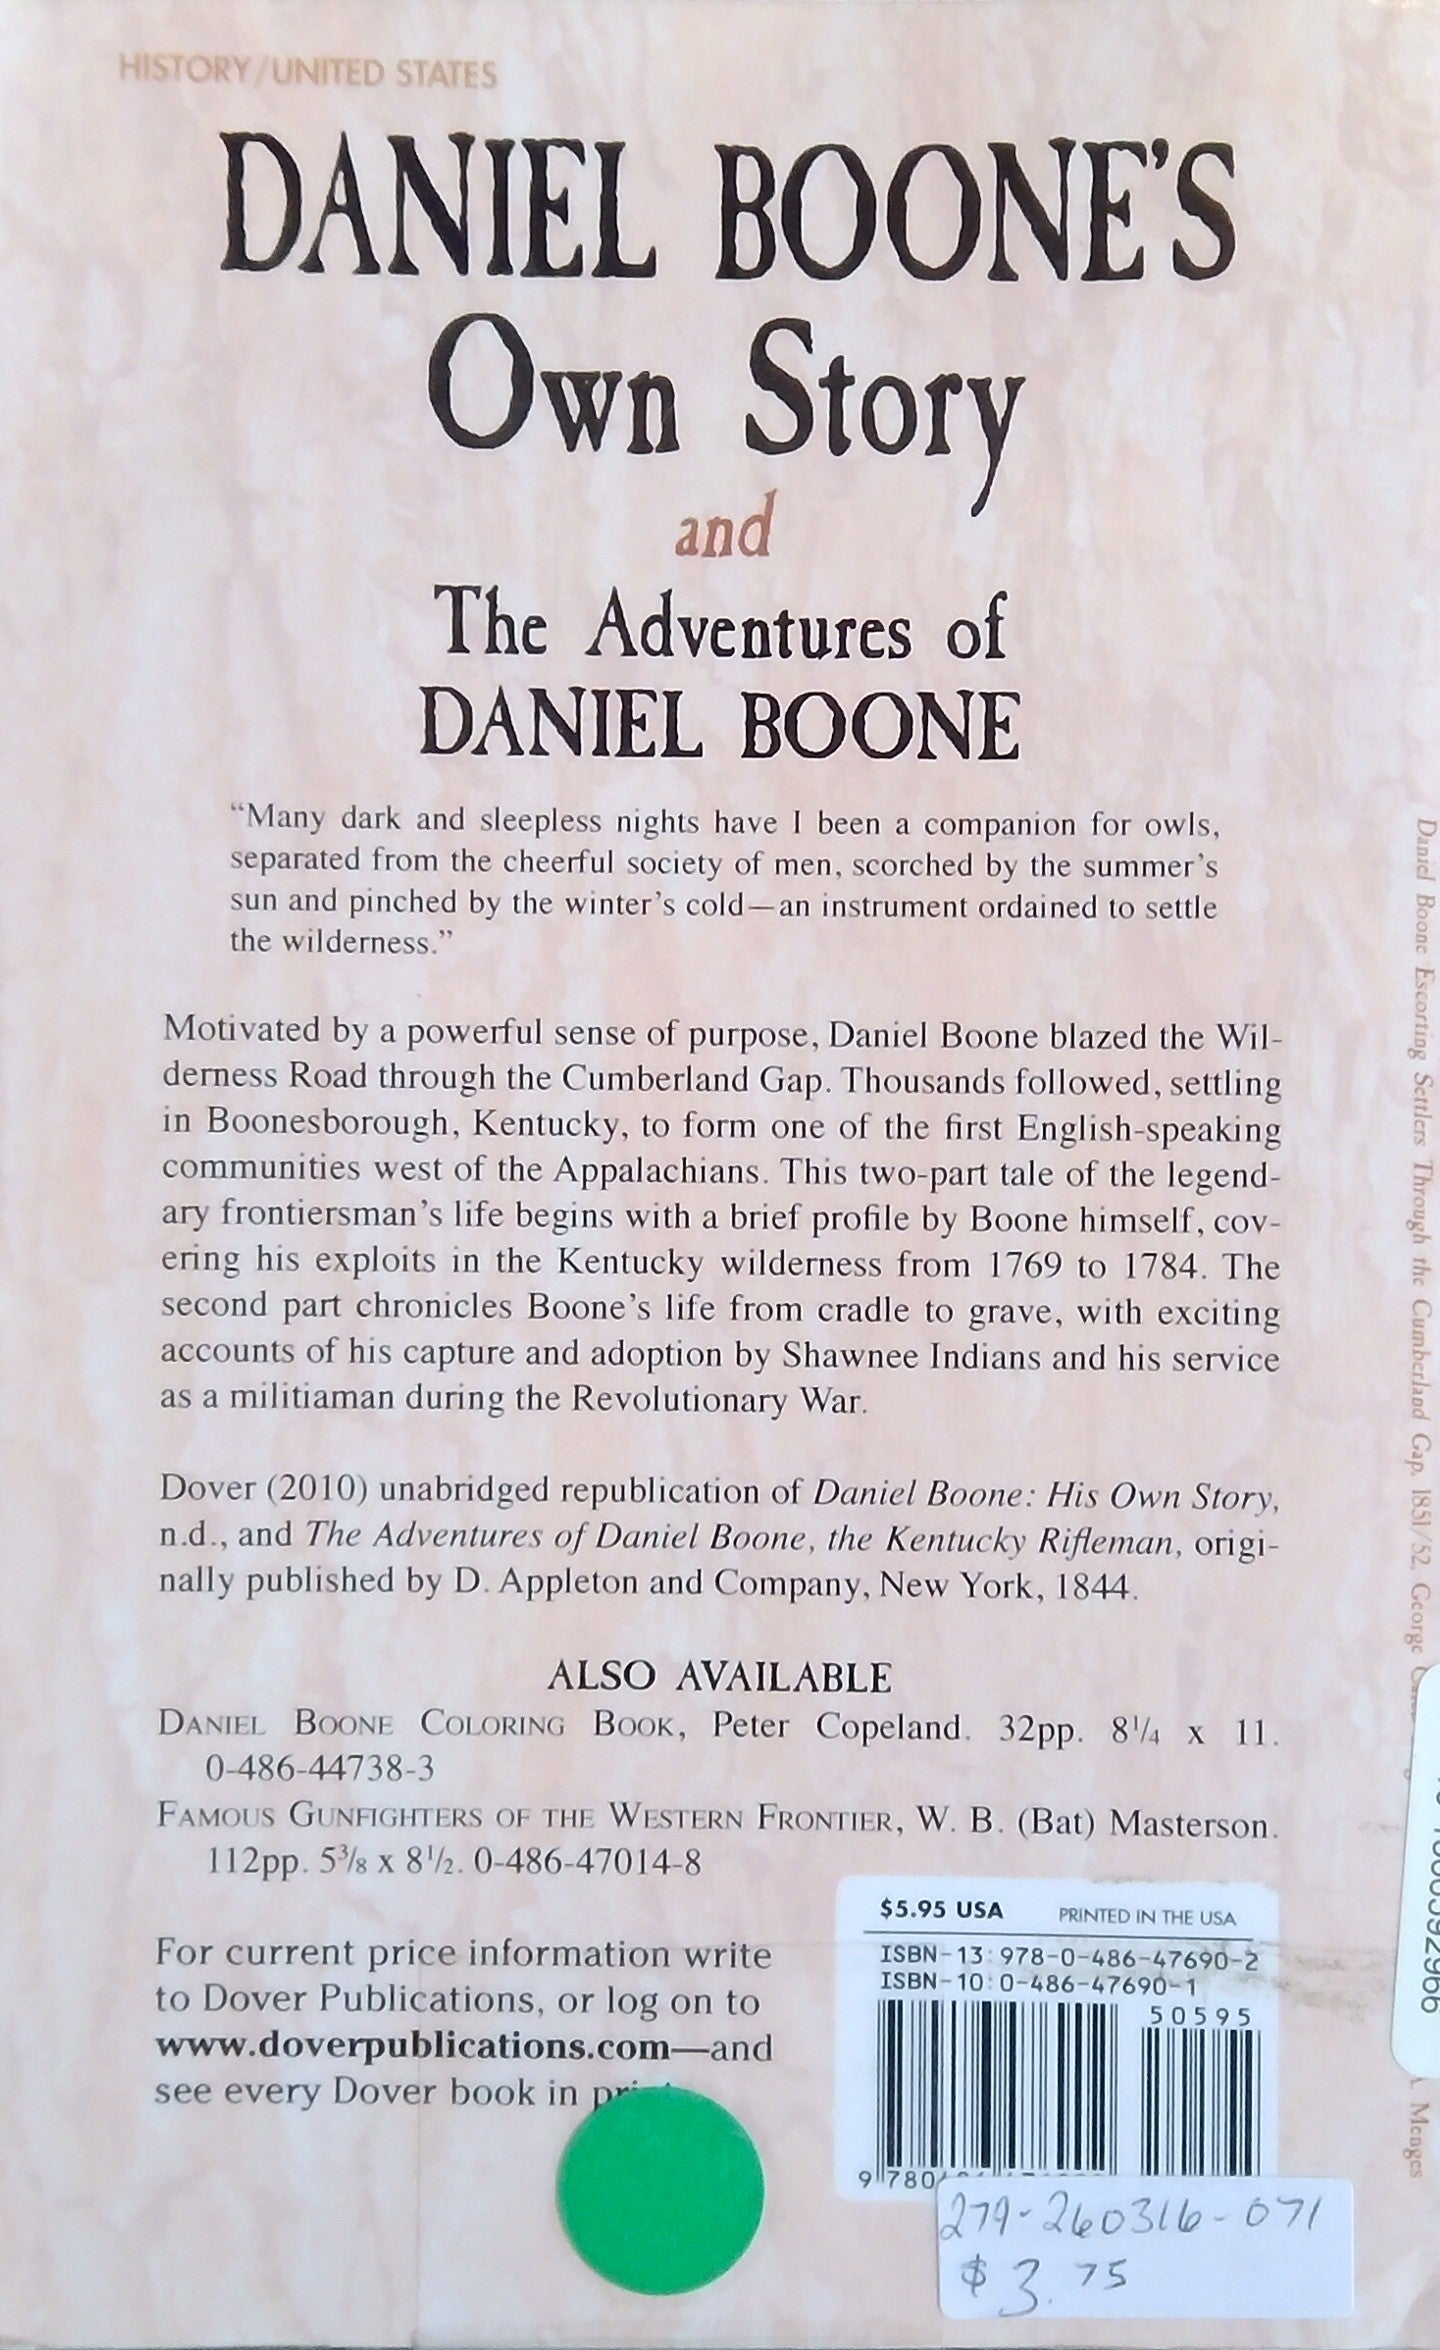 HISTORY/UNITED STATES
DANIEL BOONE'S
Own Story
and
The Adventures of
DANIEL BOONE
“Many dark and sleepless nights have I been a companion for owls,
separated from the cheerful society of men, scorched by the summer's
sun and pinched by the winter's cold—an instrument ordained to settle
the wilderness.”
Motivated by a powerful sense of purpose, Daniel Boone blazed the Wil-
derness Road through the Cumberland Gap. Thousands followed, settling
in Boonesborough, Kentucky, to form one of the first English-speaking
communities west of the Appalachians. This two-part tale of the legend-
ary frontiersman's life begins with a brief profile by Boone himself, cov-
ering his exploits in the Kentucky wilderness from 1769 to 1784. The
second part chronicles Boone's life from cradle to grave, with exciting
accounts of his capture and adoption by Shawnee Indians and his service
as a militiaman during the Revolutionary War.
Dover (2010) unabridged republication of Daniel Boone: His Own Story,
n.d., and The Adventures of Daniel Boone, the Kentucky Rifleman, origi-
nally published by D. Appleton and Company, New York, 1844.
ALSO AVAILABLE
DANIEL BOONE COLORING BOOK, Peter Copeland. 32pp. 8¼ x 11.
0-486-44738-3
FAMOUS GUNFIGHTERS OF THE WESTERN FRONTIER, W. B. (Bat) Masterson.
112pp. 5⅜ x 8½. 0-486-47014-8
For current price information write
to Dover Publications, or log on to
www.doverpublications.com—and
see every Dover book in
$5.95 USA PRINTED IN THE USA
ISBN-13: 978-0-486-47690-2
ISBN-10: 0-486-47690-1
50595
9 780
279-260316-071
$3.75
Daniel Boone Escorting Settlers Through the Cumberland Gap, 1851/52, George
Menges